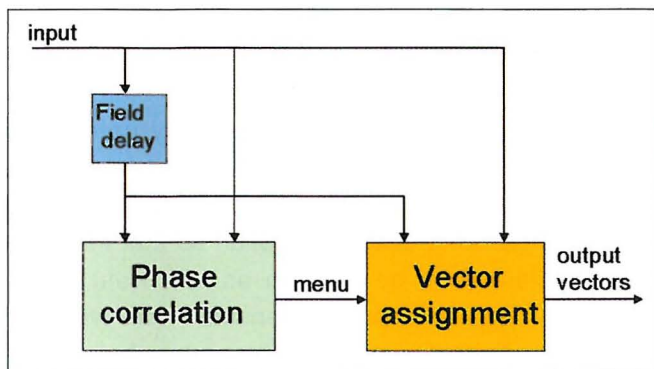 input
Field
delay
Phase
correlation
menu
Vector
assignment
output
vectors